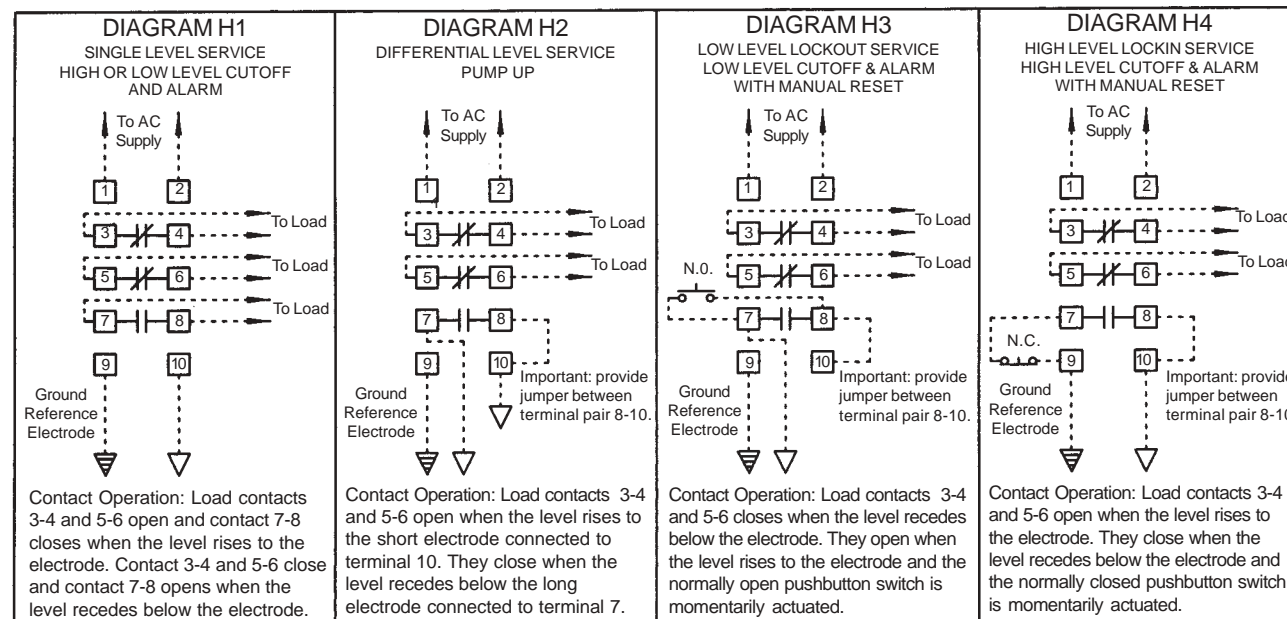 DIAGRAM H1
SINGLE LEVEL SERVICE
HIGH OR LOW LEVEL CUTOFF
AND ALARM
To AC
Supply
1
2
To Load
3
4
To Load
5
6
To Load
7
8
9
10
Ground
Reference
Electrode
Contact Operation: Load contacts
3-4 and 5-6 open and contact 7-8
closes when the level rises to the
electrode. Contact 3-4 and 5-6 close
and contact 7-8 opens when the
level recedes below the electrode.
DIAGRAM H2
DIFFERENTIAL LEVEL SERVICE
PUMP UP
To AC
Supply
1
2
To Load
3
4
To Load
5
6
7
8
9
10
Ground
Reference
Electrode
Important: provide
jumper between
terminal pair 8-10.
Contact Operation: Load contacts 3-4
and 5-6 open when the level rises to
the short electrode connected to
terminal 10. They close when the
level recedes below the long
electrode connected to terminal 7.
DIAGRAM H3
LOW LEVEL LOCKOUT SERVICE
LOW LEVEL CUTOFF & ALARM
WITH MANUAL RESET
To AC
Supply
1
2
To Load
3
4
To Load
N.0.
5
6
7
8
9
10
Ground
Reference
Electrode
Important: provide
jumper between
terminal pair 8-10.
Contact Operation: Load contacts 3-4
and 5-6 closes when the level recedes
below the electrode. They open when
the level rises to the electrode and the
normally open pushbutton switch is
momentarily actuated.
DIAGRAM H4
HIGH LEVEL LOCKIN SERVICE
HIGH LEVEL CUTOFF & ALARM
WITH MANUAL RESET
To AC
Supply
1
2
To Load
3
4
To Load
5
6
7
8
N.C.
9
10
Ground
Reference
Electrode
Important: provide
jumper between
terminal pair 8-10
Contact Operation: Load contacts 3-4
and 5-6 open when the level rises to
the electrode. They close when the
level recedes below the electrode and
the normally closed pushbutton switch
is momentarily actuated.